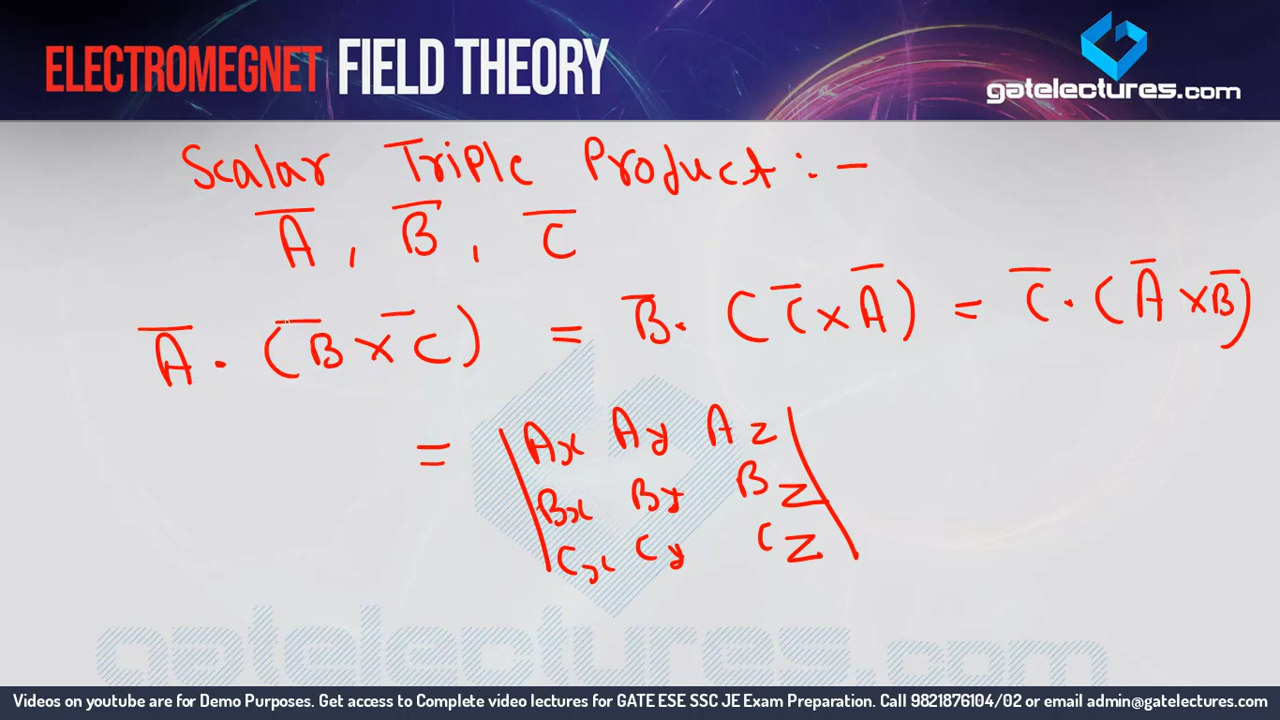 ELECTROMEGNET FIELD THEORY
gatelectures.com
Scalar Triple Product :-
A̅ , B̅ , C̅
A̅ . (B̅ × C̅) = B̅ . (C̅ × A̅) = C̅ . (A̅ × B̅)
= | Ax Ay Az |
| Bx By Bz |
| Cx Cy Cz |
gatelectures.com
Videos on youtube are for Demo Purposes. Get access to Complete video lectures for GATE ESE SSC JE Exam Preparation. Call 9821876104/02 or email admin@gatelectures.com